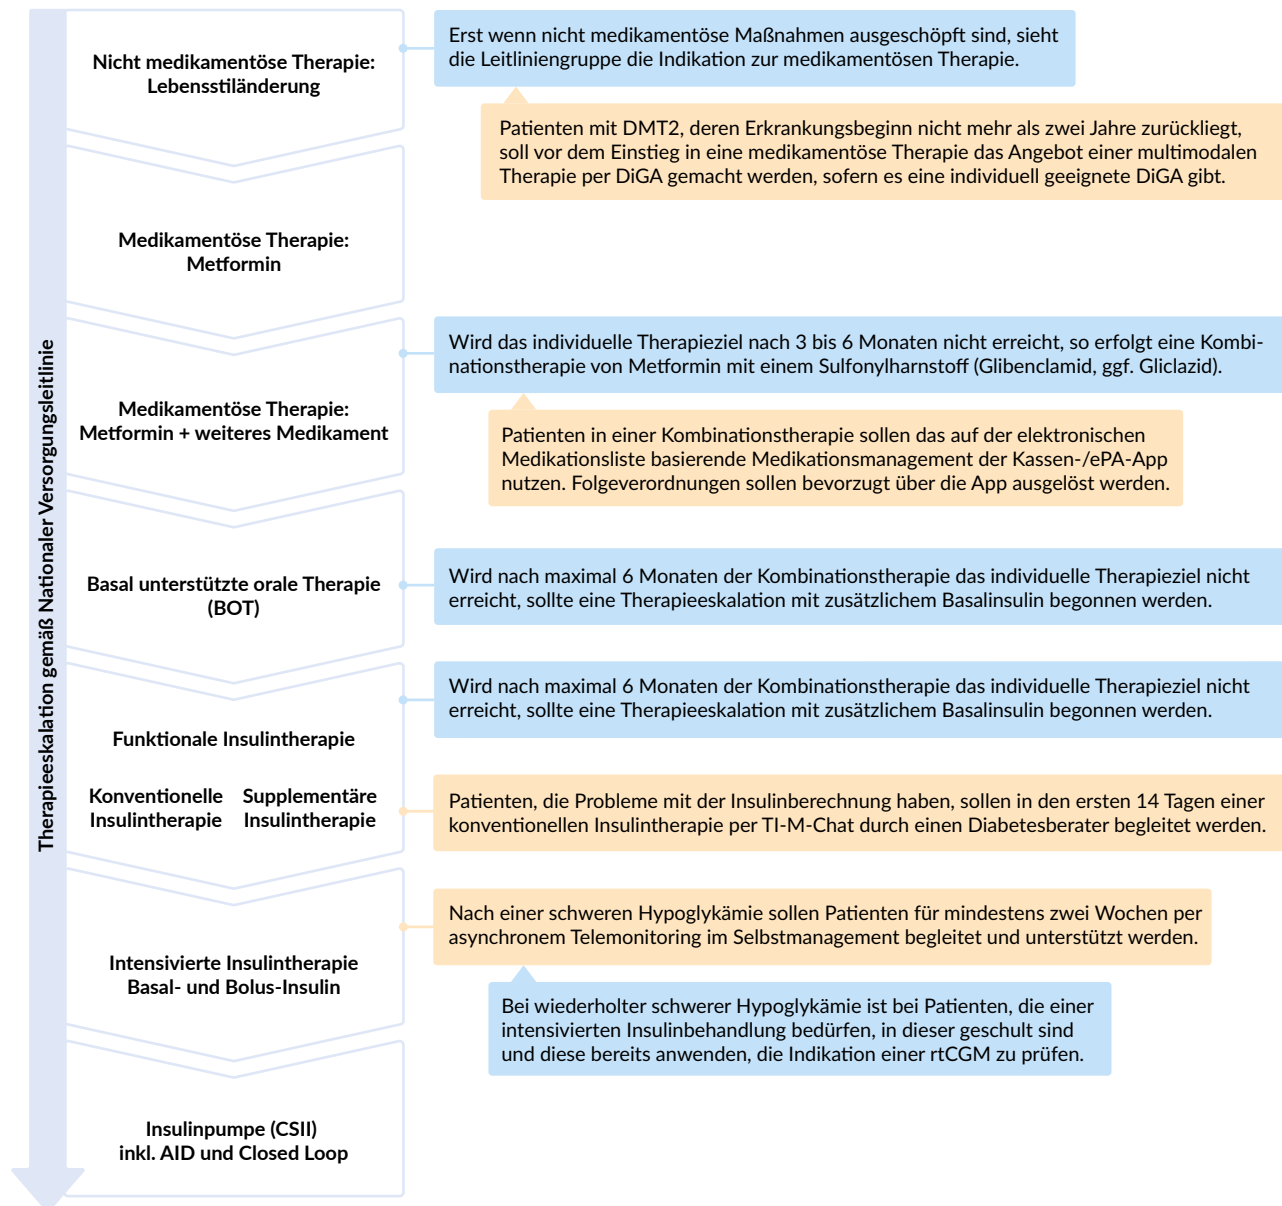 Therapieeskalation gemäß Nationaler Versorgungsleitlinie
Nicht medikamentöse Therapie:
Lebensstiländerung
Erst wenn nicht medikamentöse Maßnahmen ausgeschöpft sind, sieht
die Leitliniengruppe die Indikation zur medikamentösen Therapie.
Patienten mit DMT2, deren Erkrankungsbeginn nicht mehr als zwei Jahre zurückliegt,
soll vor dem Einstieg in eine medikamentöse Therapie das Angebot einer multimodalen
Therapie per DiGA gemacht werden, sofern es eine individuell geeignete DiGA gibt.
Medikamentöse Therapie:
Metformin
Medikamentöse Therapie:
Metformin + weiteres Medikament
Wird das individuelle Therapieziel nach 3 bis 6 Monaten nicht erreicht, so erfolgt eine Kombi-
nationstherapie von Metformin mit einem Sulfonylharnstoff (Glibenclamid, ggf. Gliclazid).
Patienten in einer Kombinationstherapie sollen das auf der elektronischen
Medikationsliste basierende Medikationsmanagement der Kassen-/ePA-App
nutzen. Folgeverordnungen sollen bevorzugt über die App ausgelöst werden.
Basal unterstützte orale Therapie
(BOT)
Wird nach maximal 6 Monaten der Kombinationstherapie das individuelle Therapieziel nicht
erreicht, sollte eine Therapieeskalation mit zusätzlichem Basalinsulin begonnen werden.
Funktionale Insulintherapie
Konventionelle
Insulintherapie
Supplementäre
Insulintherapie
Wird nach maximal 6 Monaten der Kombinationstherapie das individuelle Therapieziel nicht
erreicht, sollte eine Therapieeskalation mit zusätzlichem Basalinsulin begonnen werden.
Patienten, die Probleme mit der Insulinberechnung haben, sollen in den ersten 14 Tagen einer
konventionellen Insulintherapie per TI-M-Chat durch einen Diabetesberater begleitet werden.
Intensivierte Insulintherapie
Basal- und Bolus-Insulin
Nach einer schweren Hypoglykämie sollen Patienten für mindestens zwei Wochen per
asynchronem Telemonitoring im Selbstmanagement begleitet und unterstützt werden.
Bei wiederholter schwerer Hypoglykämie ist bei Patienten, die einer
intensivierten Insulinbehandlung bedürfen, in dieser geschult sind
und diese bereits anwenden, die Indikation einer rtCGM zu prüfen.
Insulinpumpe (CSII)
inkl. AID und Closed Loop